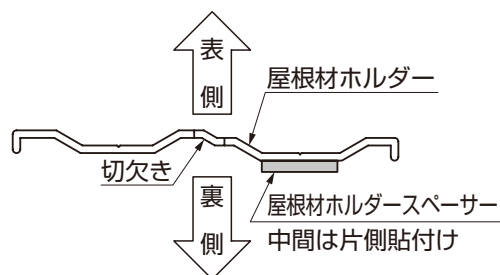 表側
屋根材ホルダー
切欠き
裏側
屋根材ホルダースペーサー
中間は片側貼付け